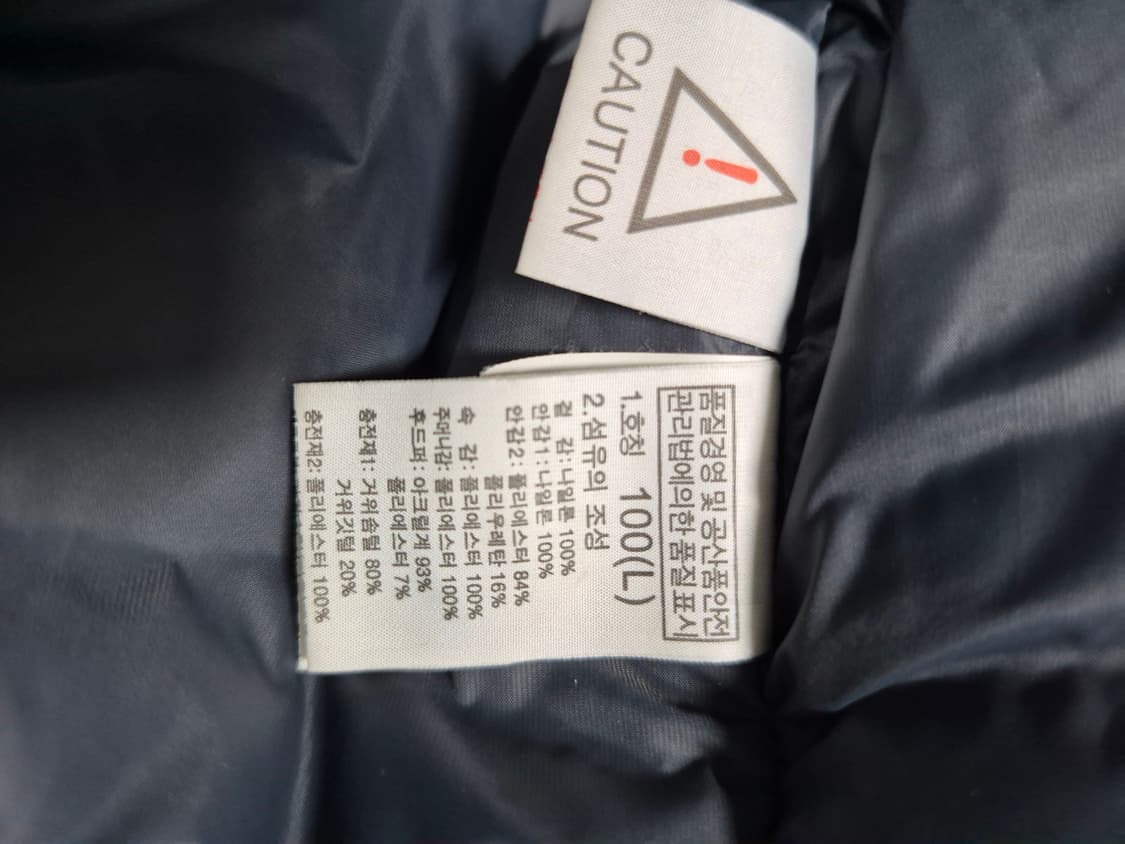 CAUTION
품질경영 및 공산품안전
관리법에의한 품질표시
1.호칭 100(L)
2.섬유의 조성
겉 감:나일론 100%
안감1:나일론 100%
안감2: 폴리에스터 84%
폴리우레탄 16%
속 감: 폴리에스터 100%
주머니감: 폴리에스터 100%
후드퍼: 아크릴계 93%
폴리에스터 7%
충전재1: 거위솜털 80%
거위깃털 20%
충전재2: 폴리에스터 100%